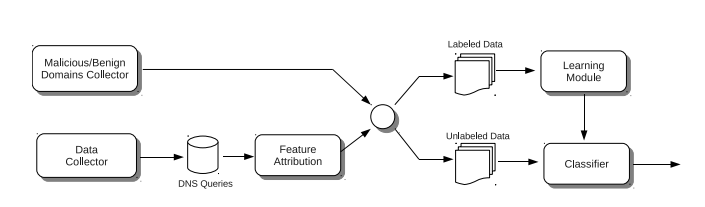 Malicious/Benign
Domains Collector
Labeled Data
Learning
Module
Data
Collector
DNS Queries
Feature
Attribution
Unlabeled Data
Classifier